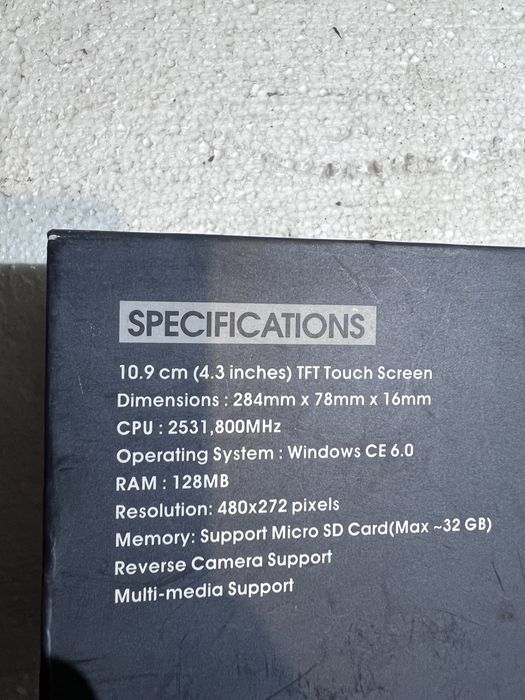 SPECIFICATIONS
10.9 cm (4.3 inches) TFT Touch Screen
Dimensions : 284mm x 78mm x 16mm
CPU : 2531,800MHz
Operating System : Windows CE 6.0
RAM : 128MB
Resolution: 480x272 pixels
Memory: Support Micro SD Card(Max ~32 GB)
Reverse Camera Support
Multi-media Support